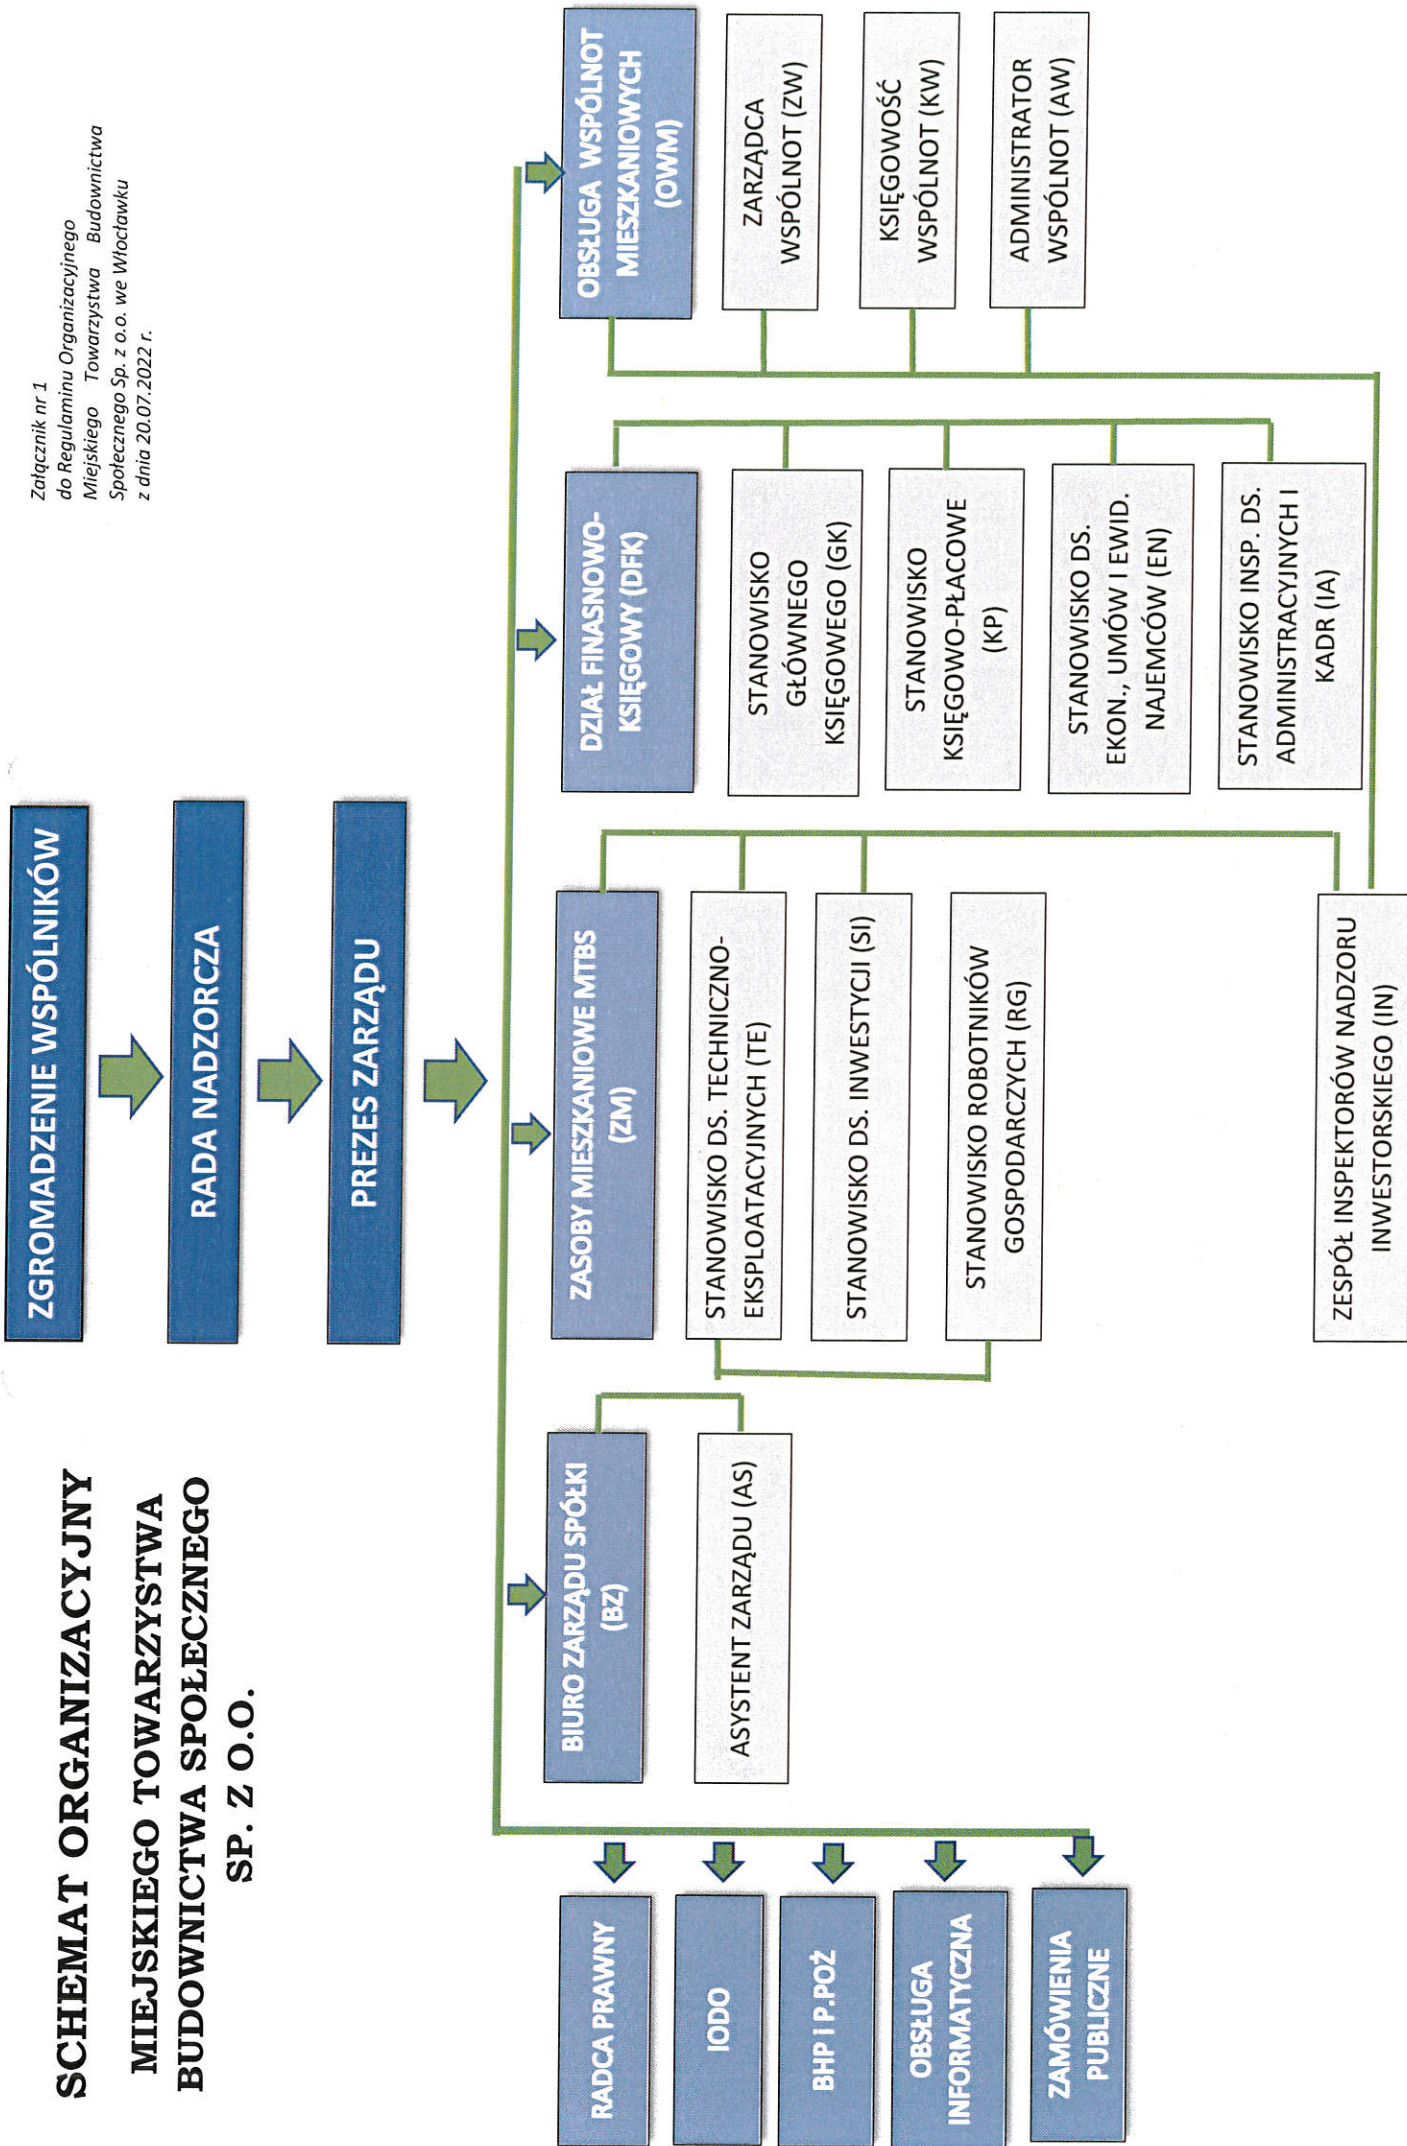 SCHEMAT ORGANIZACYJNY
MIEJSKIEGO TOWARZYSTWA
BUDOWNICTWA SPOŁECZNEGO
SP. Z O.O.
Załącznik nr 1
do Regulaminu Organizacyjnego
Miejskiego Towarzystwa Budownictwa
Społecznego Sp. z o.o. we Włocławku
z dnia 20.07.2022 r.
ZGROMADZENIE WSPÓLNIKÓW
RADA NADZORCZA
PREZES ZARZĄDU
RADCA PRAWNY
IODO
BHP I P.POŻ
OBSŁUGA
INFORMATYCZNA
ZAMÓWIENIA
PUBLICZNE
BIURO ZARZĄDU SPÓŁKI
(BZ)
ASYSTENT ZARZĄDU (AS)
ZASOBY MIESZKANIOWE MTBS
(ZM)
STANOWISKO DS. TECHNICZNO-
EKSPLOATACYJNYCH (TE)
STANOWISKO DS. INWESTYCJI (SI)
STANOWISKO ROBOTNIKÓW
GOSPODARCZYCH (RG)
ZESPÓŁ INSPEKTORÓW NADZORU
INWESTORSKIEGO (IN)
DZIAŁ FINASNOWO-
KSIĘGOWY (DFK)
STANOWISKO
GŁÓWNEGO
KSIĘGOWEGO (GK)
STANOWISKO
KSIĘGOWO-PŁACOWE
(KP)
STANOWISKO DS.
EKON., UMÓW I EWID.
NAJEMCÓW (EN)
STANOWISKO INSP. DS.
ADMINISTRACYJNYCH I
KADR (IA)
OBSŁUGA WSPÓLNOT
MIESZKANIOWYCH
(OWM)
ZARZĄDCA
WSPÓLNOT (ZW)
KSIĘGOWOŚĆ
WSPÓLNOT (KW)
ADMINISTRATOR
WSPÓLNOT (AW)